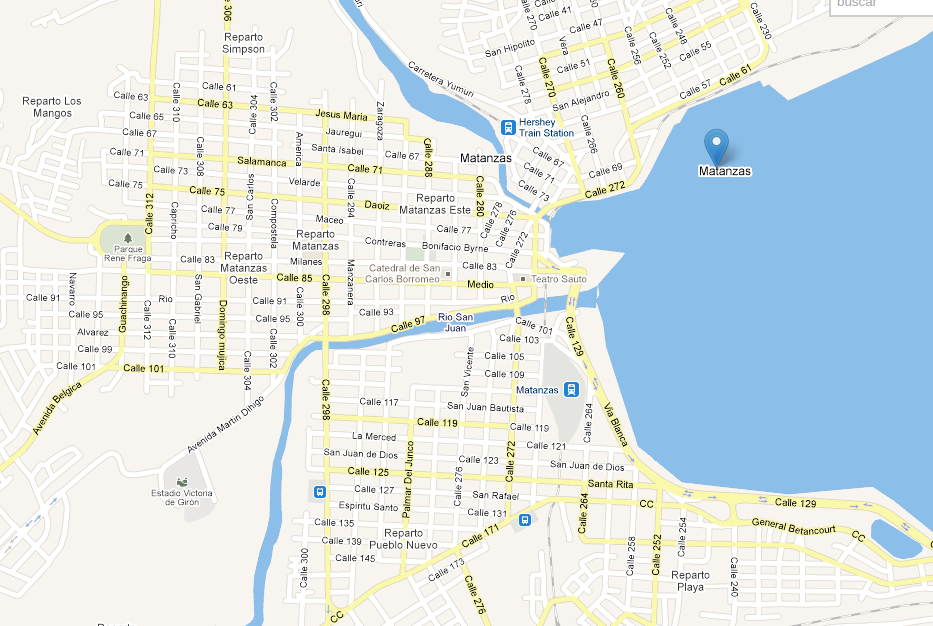 buscar
Calle 306
Calle 41
Calle 47
Calle 248
Calle 230
Reparto
Simpson
San Hipolito
Vera
Calle 256
Calle 252
Calle 55
Calle 51
Calle 270
Calle 260
Calle 57
Calle 61
Carretera Yumuri
Calle 278
San Alejandro
Calle 266
Reparto Los
Mangos
Calle 61
Calle 63
Calle 63
Calle 310
Calle 304
Calle 302
Jesus Maria
Zaragoza
Calle 65
Calle 67
Jauregui
America
Hershey
Train Station
Calle 71
Calle 73
Calle 75
Calle 308
Salamanca
Santa Isabel
Calle 67
Calle 71
Calle 288
Matanzas
Calle 67
Calle 71
Calle 73
Calle 69
Calle 272
Matanzas
Calle 75
Velarde
San Carlos
Calle 294
Daoiz
Reparto
Matanzas Este
Calle 280
Calle 278
Calle 276
Calle 272
Calle 312
Capricho
Calle 77
Calle 79
Compostela
Maceo
Calle 77
Reparto
Matanzas
Contreras
Bonifacio Byrne
Parque
Rene Fraga
Calle 83
Reparto
Matanzas
Oeste
Milanes
Calle 85
Manzanera
Catedral de San
Carlos Borromeo
Calle 83
Medio
Teatro Sauto
Navarro
Calle 91
Calle 95
Alvarez
Calle 99
Calle 101
Guachinango
Rio
San Gabriel
Calle 312
Calle 310
Domingo mujica
Calle 91
Calle 95
Calle 300
Calle 302
Calle 304
Calle 298
Calle 93
Calle 97
Rio
Rio San
Juan
Calle 101
Calle 103
Calle 129
Calle 105
Calle 109
San Vicente
Calle 101
Avenida Belgica
Avenida Martin Dihigo
Calle 298
Matanzas
Calle 117
San Juan Bautista
Calle 264
Via Blanca
Calle 119
Calle 119
La Merced
Calle 121
San Juan de Dios
Palmar Del Junco
Calle 123
Calle 272
San Juan de Dios
Calle 125
Calle 276
Santa Rita
Estadio Victoria
de Girón
Calle 127
San Rafael
CC
Calle 129
Espiritu Santo
Calle 131
Calle 264
Calle 135
Calle 139
Calle 145
Calle 300
Reparto
Pueblo Nuevo
Calle 171
Calle 173
Calle 276
CC
General Betancourt
CC
Calle 254
Calle 258
Calle 252
Reparto
Playa
Calle 240